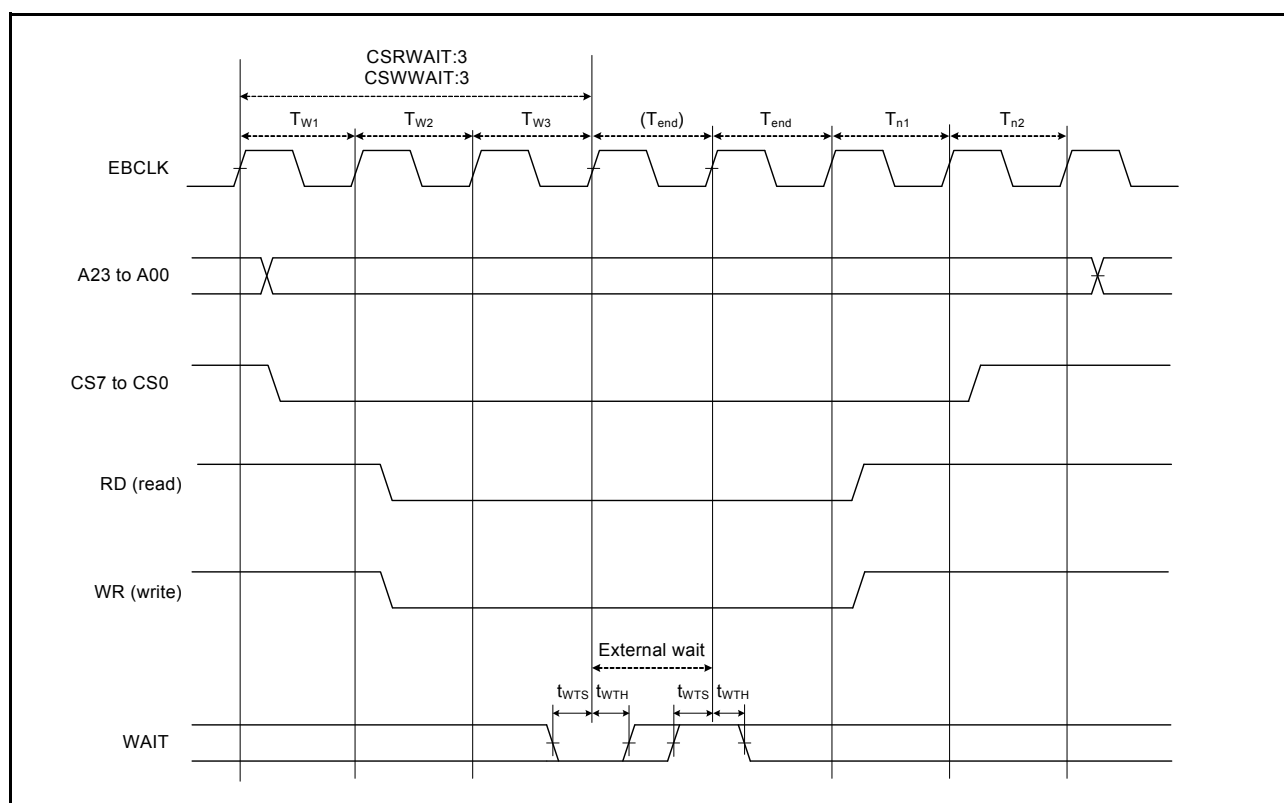 CSRWAIT:3
CSWWAIT:3
TW1 TW2 TW3 (Tend) Tend Tn1 Tn2
EBCLK
A23 to A00
CS7 to CS0
RD (read)
WR (write)
External wait
tWTS tWTH tWTS tWTH
WAIT